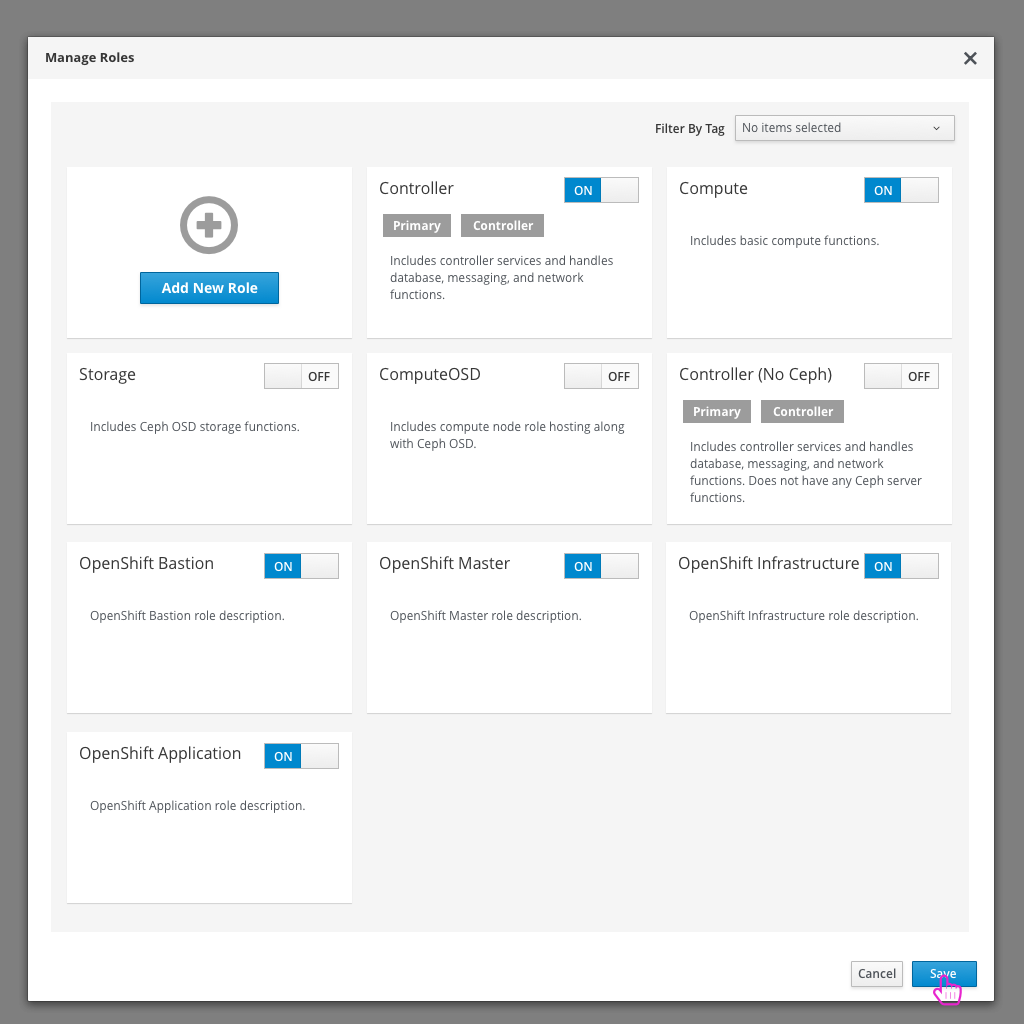 Manage Roles
Filter By Tag
No items selected
Add New Role
Controller
ON
Primary
Controller
Includes controller services and handles
database, messaging, and network
functions.
Compute
ON
Includes basic compute functions.
Storage
OFF
Includes Ceph OSD storage functions.
ComputeOSD
OFF
Includes compute node role hosting along
with Ceph OSD.
Controller (No Ceph)
OFF
Primary
Controller
Includes controller services and handles
database, messaging, and network
functions. Does not have any Ceph server
functions.
OpenShift Bastion
ON
OpenShift Bastion role description.
OpenShift Master
ON
OpenShift Master role description.
OpenShift Infrastructure
ON
OpenShift Infrastructure role description.
OpenShift Application
ON
OpenShift Application role description.
Cancel
Save